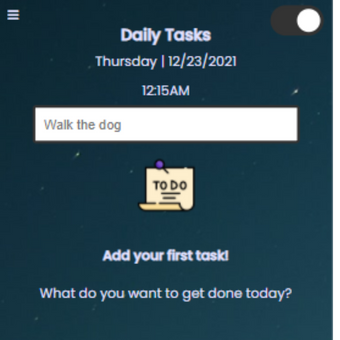 Daily Tasks
Thursday | 12/23/2021
12:15AM
Walk the dog
TO DO
Add your first task!
What do you want to get done today?